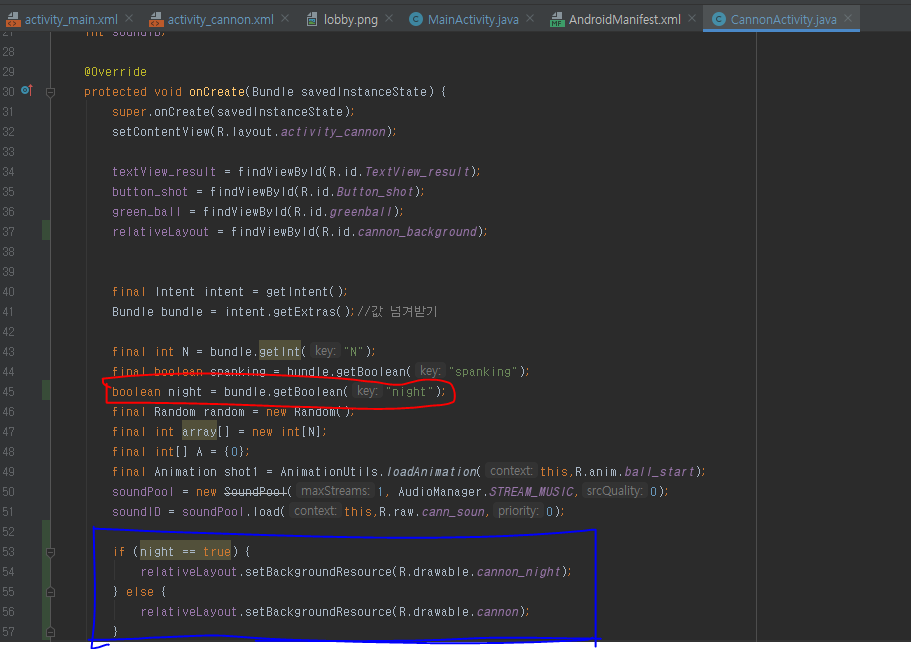 activity_main.xml activity_cannon.xml lobby.png MainActivity.java AndroidManifest.xml CannonActivity.java
27 int soundID;
28
29 @Override
30 protected void onCreate(Bundle savedInstanceState) {
31 super.onCreate(savedInstanceState);
32 setContentView(R.layout.activity_cannon);
33
34 textView_result = findViewById(R.id.TextView_result);
35 button_shot = findViewById(R.id.Button_shot);
36 green_ball = findViewById(R.id.greenball);
37 relativeLayout = findViewById(R.id.cannon_background);
38
39
40 final Intent intent = getIntent();
41 Bundle bundle = intent.getExtras();//값 넘겨받기
42
43 final int N = bundle.getInt( key: "N");
44 final boolean spanking = bundle.getBoolean( key: "spanking");
45 boolean night = bundle.getBoolean( key: "night");
46 final Random random = new Random();
47 final int array[] = new int[N];
48 final int[] A = {0};
49 final Animation shot1 = AnimationUtils.loadAnimation( context: this,R.anim.ball_start);
50 soundPool = new SoundPool( maxStreams: 1, AudioManager.STREAM_MUSIC, srcQuality: 0);
51 soundID = soundPool.load( context: this,R.raw.cann_soun, priority: 0);
52
53 if (night == true) {
54 relativeLayout.setBackgroundResource(R.drawable.cannon_night);
55 } else {
56 relativeLayout.setBackgroundResource(R.drawable.cannon);
57 }